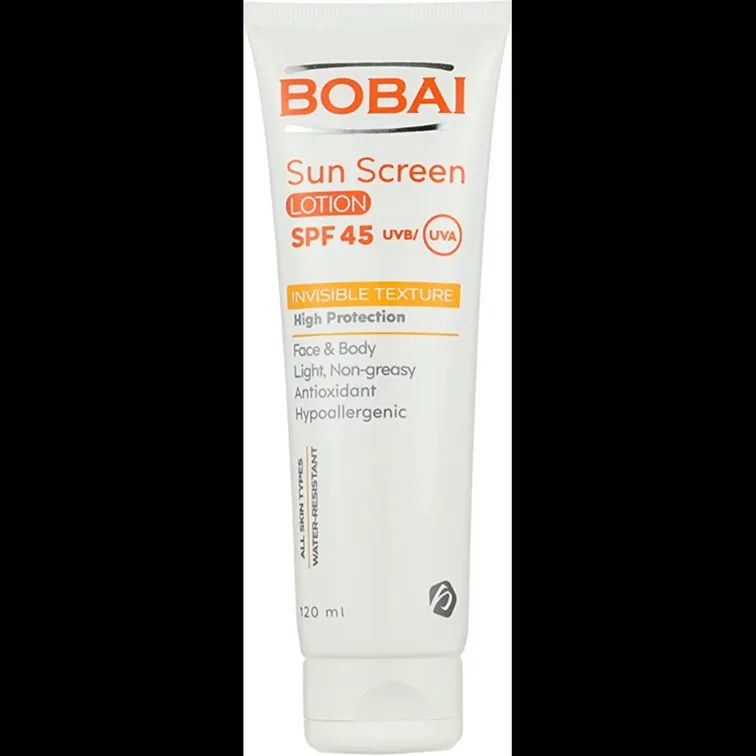 BOBAI
Sun Screen
LOTION
SPF 45 UVB/ UVA
INVISIBLE TEXTURE
High Protection
Face & Body
Light, Non-greasy
Antioxidant
Hypoallergenic
ALL SKIN TYPES
WATER-RESISTANT
120 ml